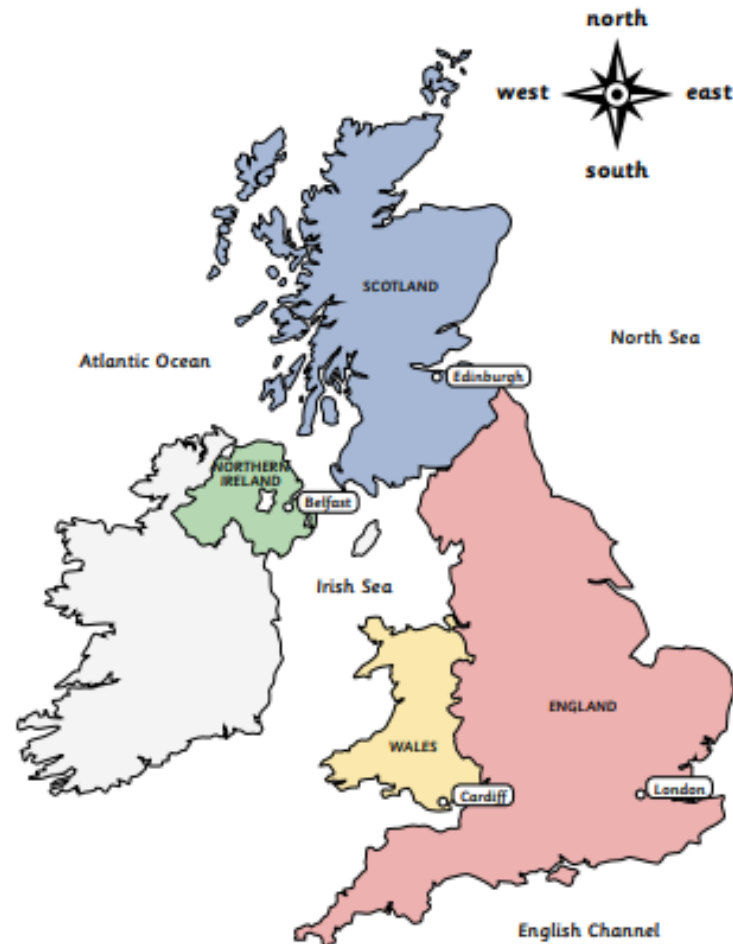 north
west east
south
SCOTLAND
North Sea
Atlantic Ocean
Edinburgh
NORTHERN
IRELAND
Belfast
Irish Sea
ENGLAND
WALES
Cardiff
London
English Channel